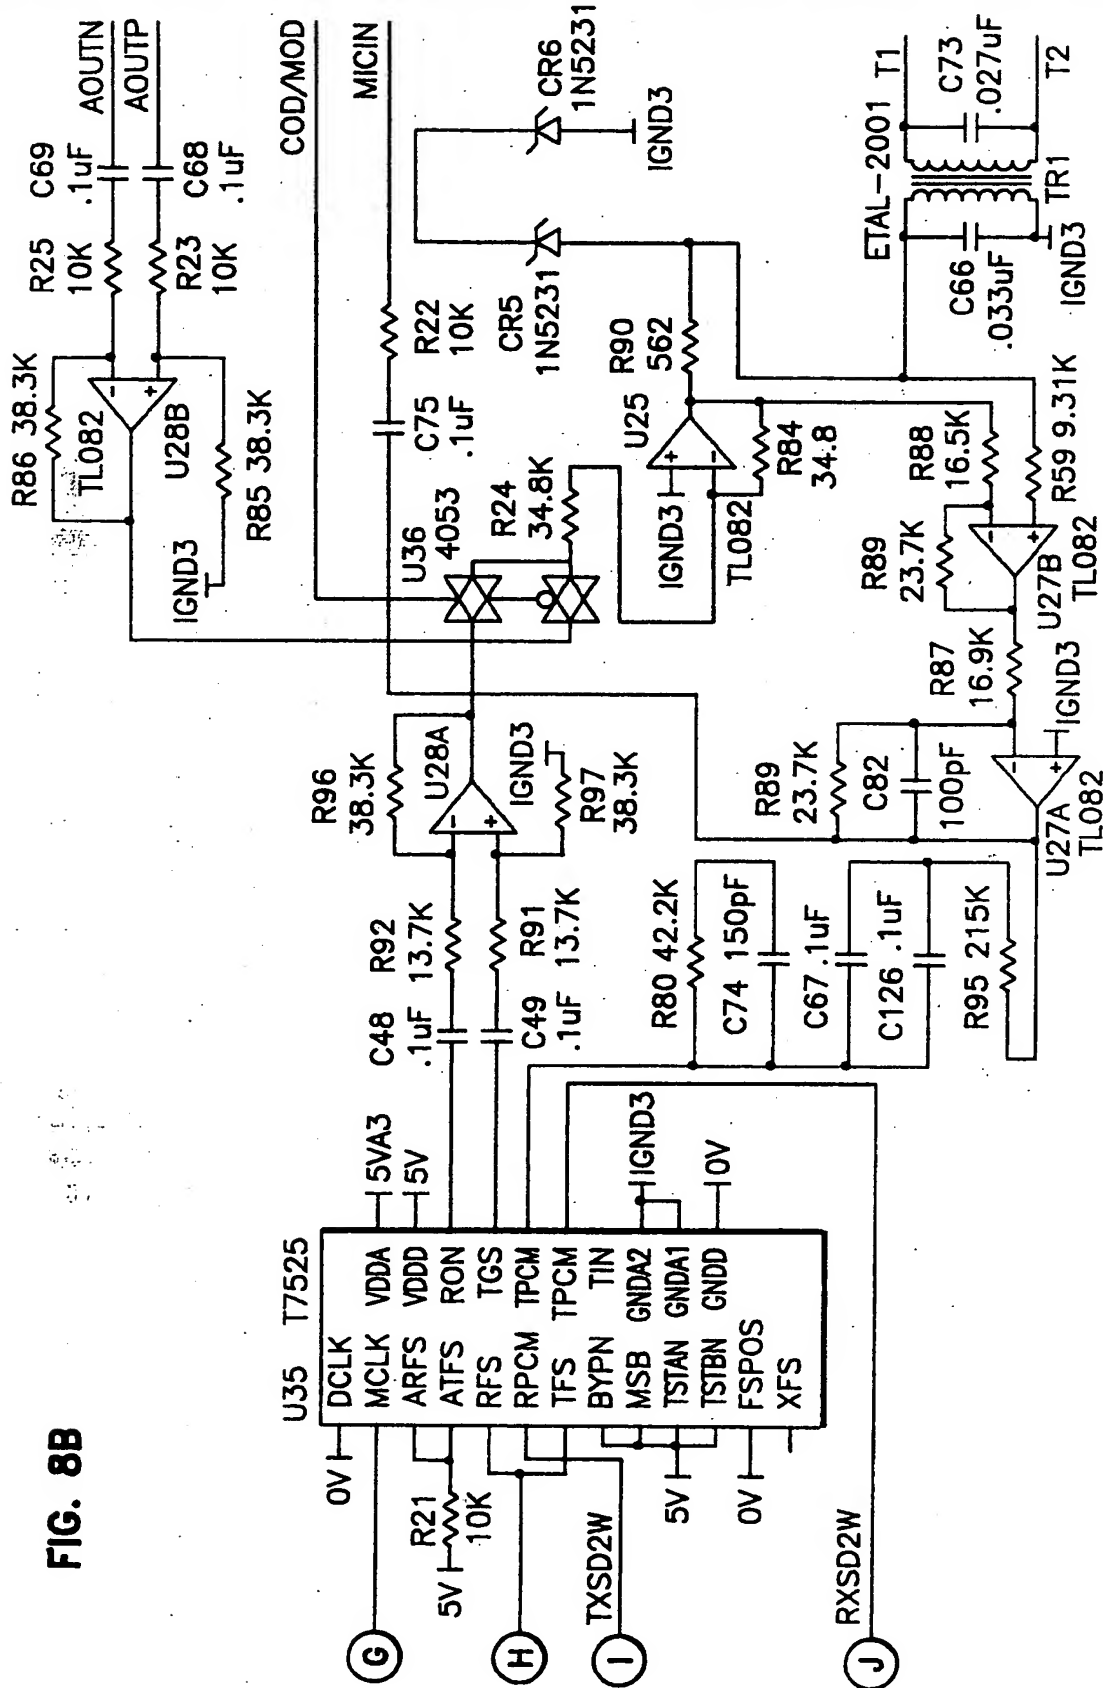 FIG. 8B
U35 T7525
DCLK
MCLK
ARFS
ATFS
RFS
RPCM
TFS
BYPN
MSB
TSTAN
TSTBN
FSPOS
XFS
VDDA
VDDD
RON
TGS
TPCM
TPCM
TIN
GNDA2
GNDA1
GNDD
0V
G
5V
R21
10K
H
I
TXSD2W
5V
0V
J
RXSD2W
5VA3
5V
IGND3
0V
C48
.1uF
R92
13.7K
C49
.1uF
R91
13.7K
R96
38.3K
U28A
IGND3
R97
38.3K
R86 38.3K
TL082
U28B
R85 38.3K
IGND3
R25
10K
C69
.1uF
AOUTN
AOUTP
R23
10K
C68
.1uF
COD/MOD
MICIN
U36
4053
C75
.1uF
R22
10K
R24
34.8K
CR5
1N5231
CR6
1N5231
IGND3
U25
IGND3
TL082
R90
562
R84
34.8
R88
16.5K
R59 9.31K
R89
23.7K
U27B
TL082
R87
16.9K
IGND3
R89
23.7K
C82
100pF
U27A
TL082
R80 42.2K
C74 150pF
C67 .1uF
C126 .1uF
R95 215K
ETAL-2001
T1
C73
.027uF
T2
TR1
C66
.033uF
IGND3